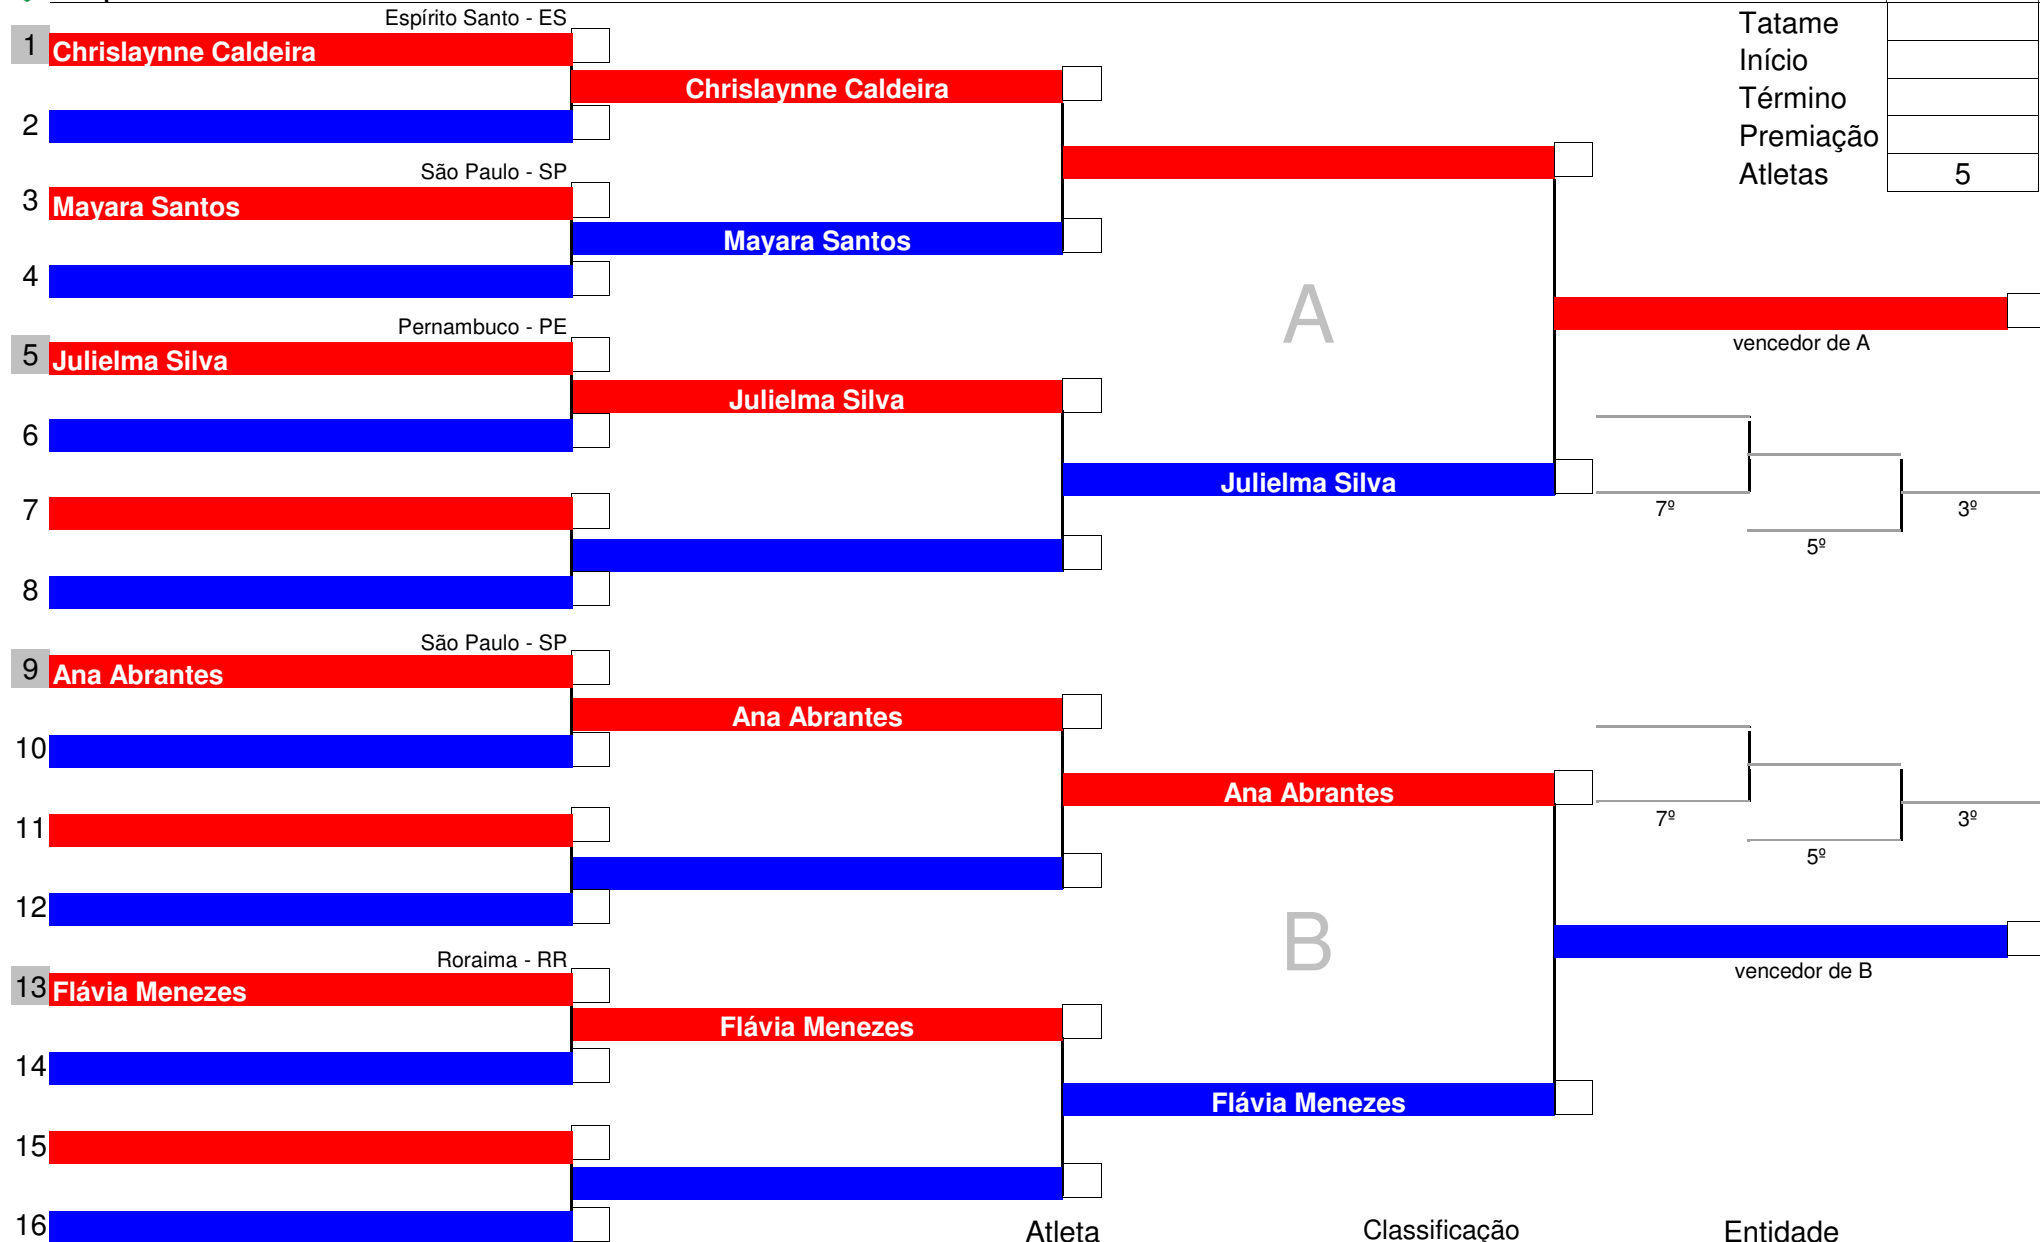 Espírito Santo - ES
Tatame
1 Chrislaynne Caldeira
Início
Chrislaynne Caldeira
Término
2
Premiação
São Paulo - SP
Atletas 5
3 Mayara Santos
Mayara Santos
4
A
Pernambuco - PE
vencedor de A
5 Julielma Silva
Julielma Silva
6
Julielma Silva
7
7º 3º
5º
8
São Paulo - SP
9 Ana Abrantes
Ana Abrantes
10
Ana Abrantes
11
7º 3º
5º
12
B
Roraima - RR
vencedor de B
13 Flávia Menezes
Flávia Menezes
14
Flávia Menezes
15
16
Atleta Classificação Entidade